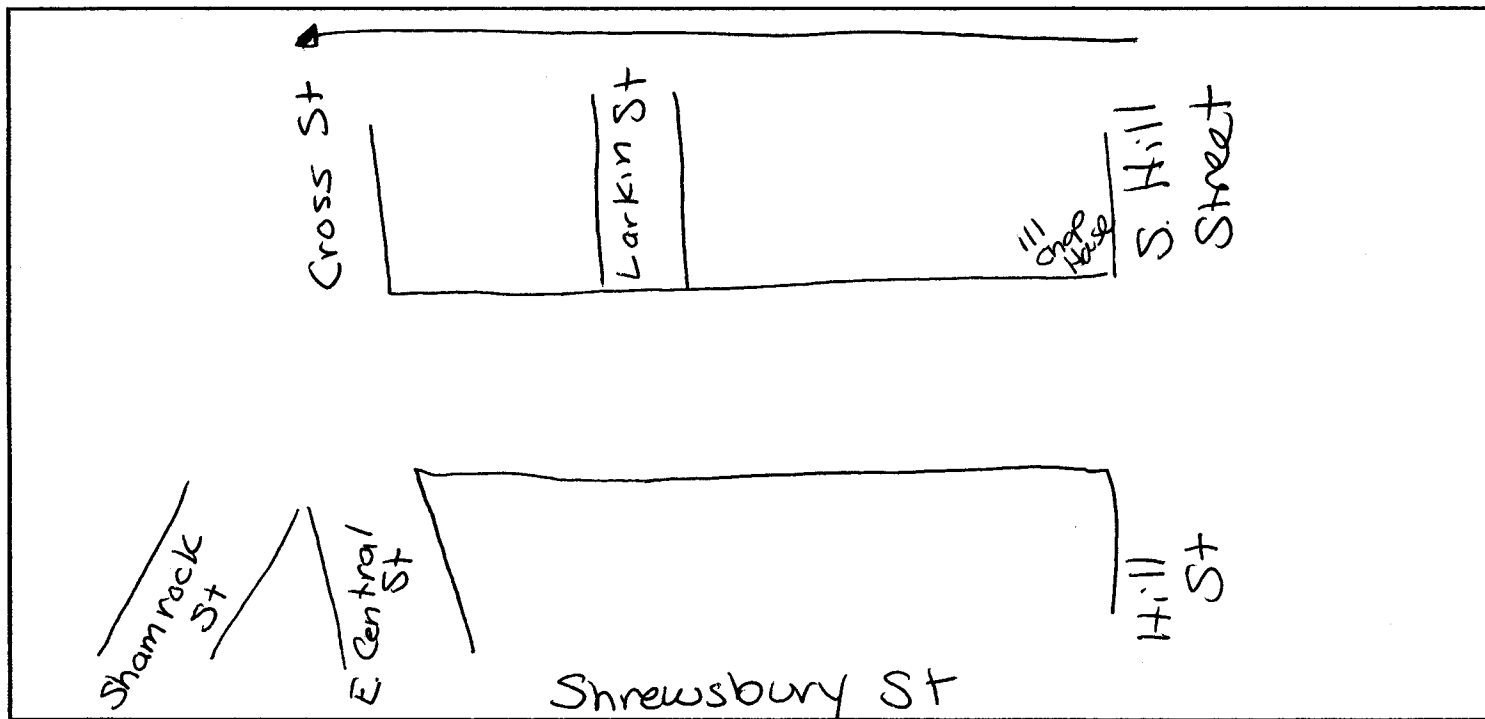 Cross St
Larkin St
111
Chop
House
S. Hill
Street
Shamrock
St
E. Central
St
Hill
St
Shrewsbury St